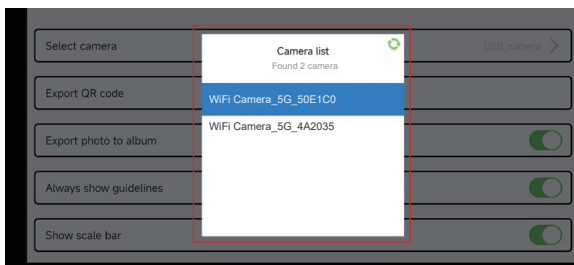 Select camera
USB_camera
Camera list
Found 2 camera
Export QR code
WiFi Camera_5G_50E1C0
WiFi Camera_5G_4A2035
Export photo to album
Always show guidelines
Show scale bar